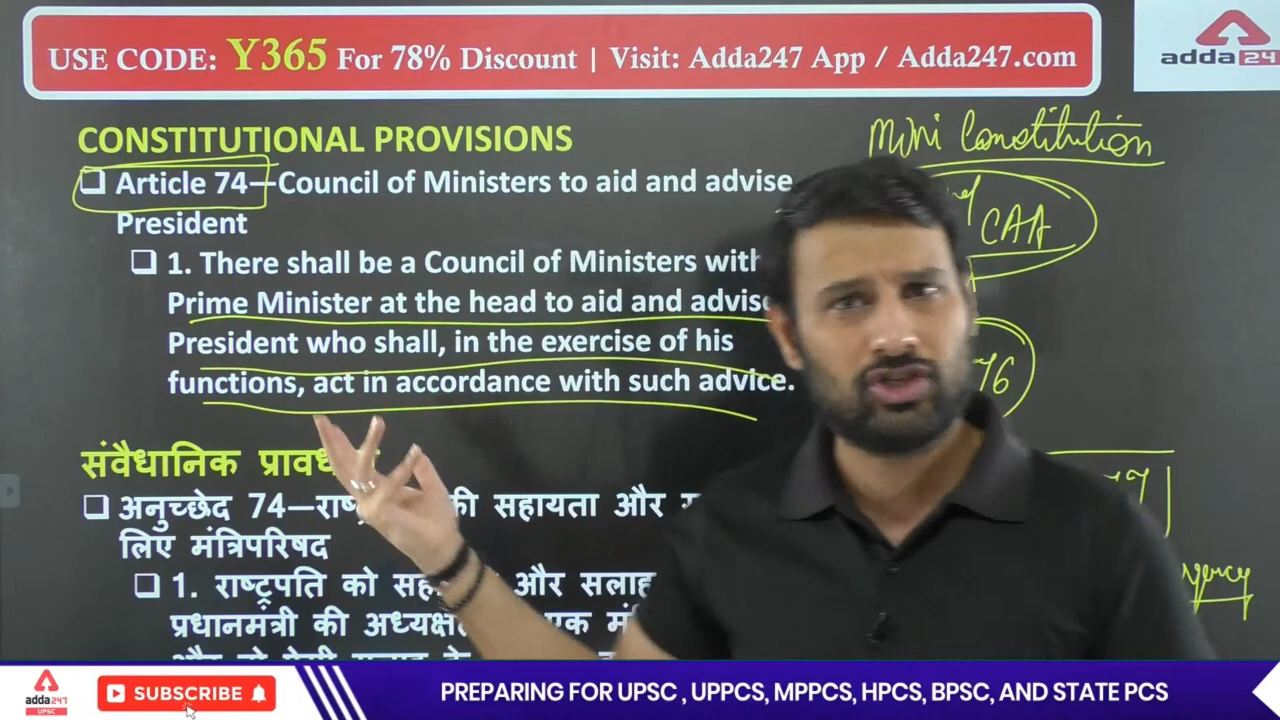 USE CODE: Y365 For 78% Discount | Visit: Adda247 App / Adda247.com
adda 24
CONSTITUTIONAL PROVISIONS
Mini Constitution
Article 74—Council of Ministers to aid and advise
President
CAA
1. There shall be a Council of Ministers with
Prime Minister at the head to aid and advise
President who shall, in the exercise of his
functions, act in accordance with such advice.
76
संवैधानिक
अनुच्छेद 74— की सहायता और
लिए मंत्रिपरिषद
1. राष्ट्रपति को और सलाह
प्रधानमंत्री की एक
adda247
UPSC
SUBSCRIBE
PREPARING FOR UPSC , UPPCS, MPPCS, HPCS, BPSC, AND STATE PCS